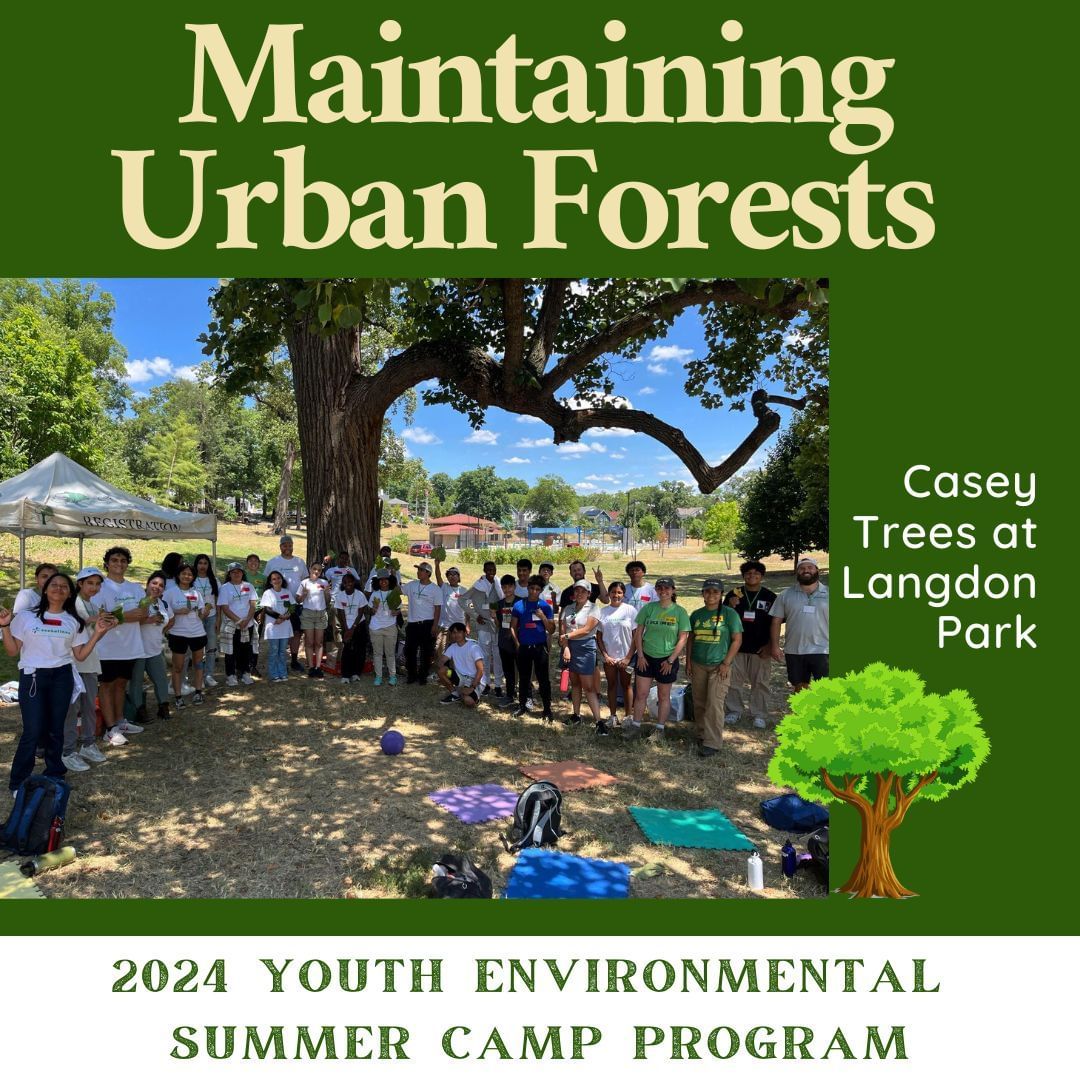 Maintaining
Urban Forests
REGISTRATION
Casey
Trees at
Langdon
Park
2024 YOUTH ENVIRONMENTAL
SUMMER CAMP PROGRAM